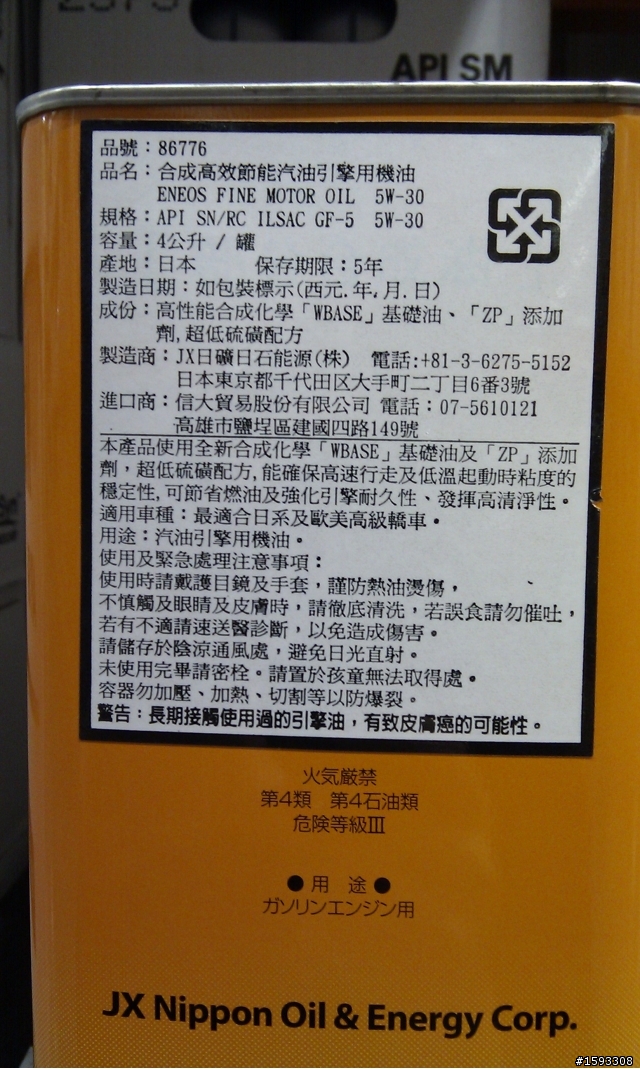 API SM
品號：86776
品名：合成高效節能汽油引擎用機油
ENEOS FINE MOTOR OIL 5W-30
規格：API SN/RC ILSAC GF-5 5W-30
容量：4公升 / 罐
產地：日本 保存期限：5年
製造日期：如包裝標示(西元.年.月.日)
成份：高性能合成化學「WBASE」基礎油、「ZP」添加
劑,超低硫磺配方
製造商：JX日礦日石能源(株) 電話:+81-3-6275-5152
日本東京都千代田区大手町二丁目6番3號
進口商：信大貿易股份有限公司 電話：07-5610121
高雄市鹽埕區建國四路149號
本產品使用全新合成化學「WBASE」基礎油及「ZP」添加
劑，超低硫磺配方,能確保高速行走及低溫起動時粘度的
穩定性,可節省燃油及強化引擎耐久性、發揮高清淨性。
適用車種：最適合日系及歐美高級轎車。
用途：汽油引擎用機油。
使用及緊急處理注意事項：
使用時請戴護目鏡及手套，謹防熱油燙傷，
不慎觸及眼睛及皮膚時，請徹底清洗，若誤食請勿催吐，
若有不適請速送醫診斷，以免造成傷害。
請儲存於陰涼通風處，避免日光直射。
未使用完畢請密栓。請置於孩童無法取得處。
容器勿加壓、加熱、切割等以防爆裂。
警告：長期接觸使用過的引擎油，有致皮膚癌的可能性。
火気厳禁
第4類 第4石油類
危険等級III
●用 途●
ガソリンエンジン用
JX Nippon Oil & Energy Corp.
#1593308